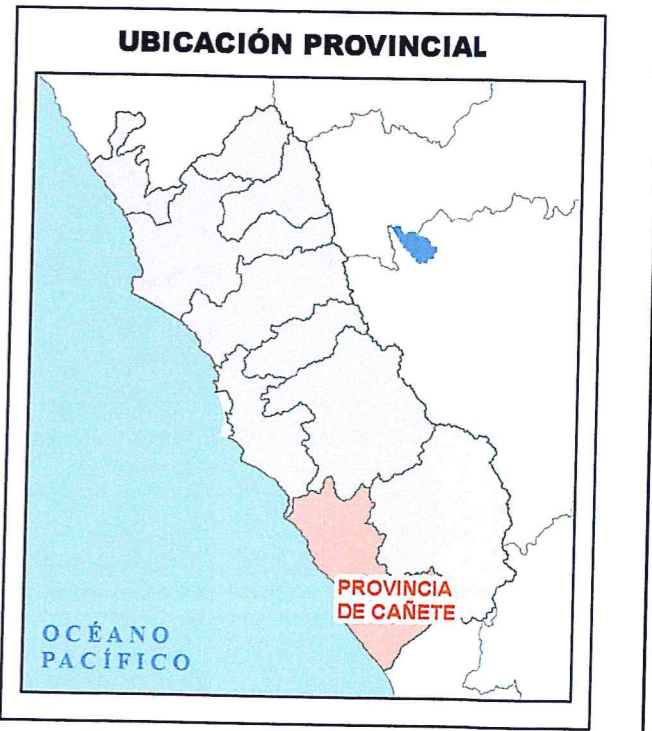 UBICACIÓN PROVINCIAL
PROVINCIA
DE CAÑETE
OCÉANO
PACÍFICO